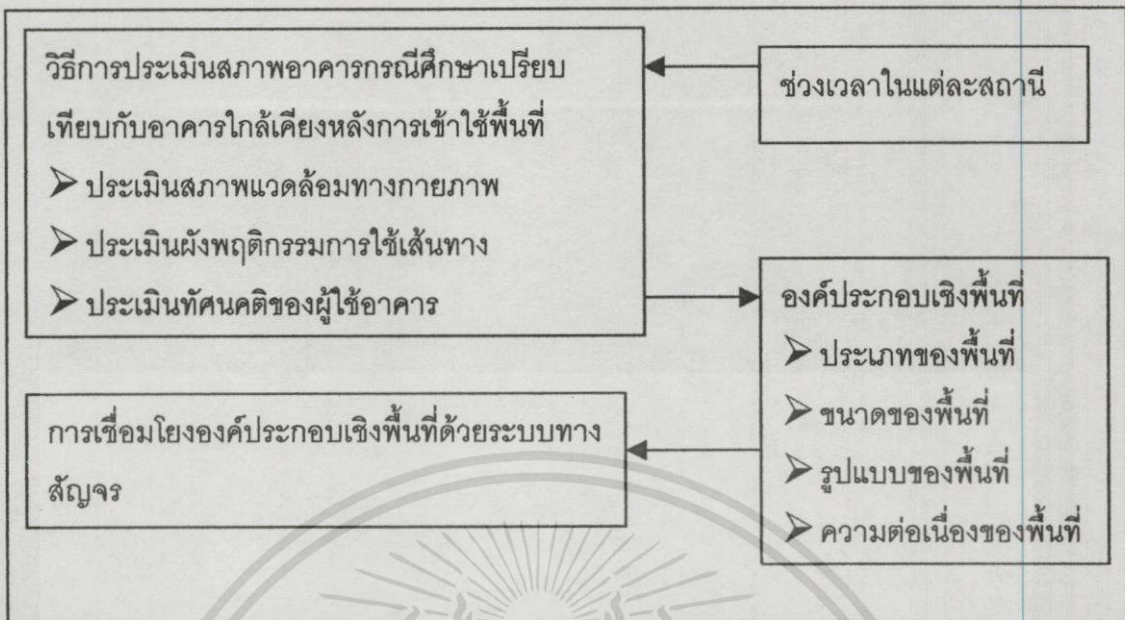 วิธีการประเมินสภาพอาคารกรณีศึกษาเปรียบ
เทียบกับอาคารใกล้เคียงหลังการเข้าใช้พื้นที่
➢ ประเมินสภาพแวดล้อมทางกายภาพ
➢ ประเมินผังพฤติกรรมการใช้เส้นทาง
➢ ประเมินทัศนคติของผู้ใช้อาคาร
ช่วงเวลาในแต่ละสถานี
องค์ประกอบเชิงพื้นที่
➢ ประเภทของพื้นที่
➢ ขนาดของพื้นที่
➢ รูปแบบของพื้นที่
➢ ความต่อเนื่องของพื้นที่
การเชื่อมโยงองค์ประกอบเชิงพื้นที่ด้วยระบบทาง
สัญจร